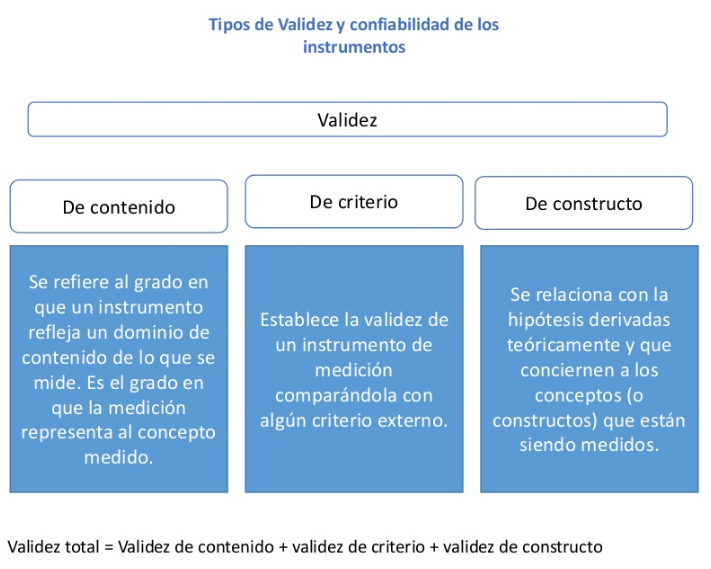 Tipos de Validez y confiabilidad de los
instrumentos
Validez
De contenido
Se refiere al grado en
que un instrumento
refleja un dominio de
contenido de lo que se
mide. Es el grado en
que la medición
representa al concepto
medido.
De criterio
Establece la validez de
un instrumento de
medición
comparándola con
algún criterio externo.
De constructo
Se relaciona con la
hipótesis derivadas
teóricamente y que
conciernen a los
conceptos (o
constructos) que están
siendo medidos.
Validez total = Validez de contenido + validez de criterio + validez de constructo